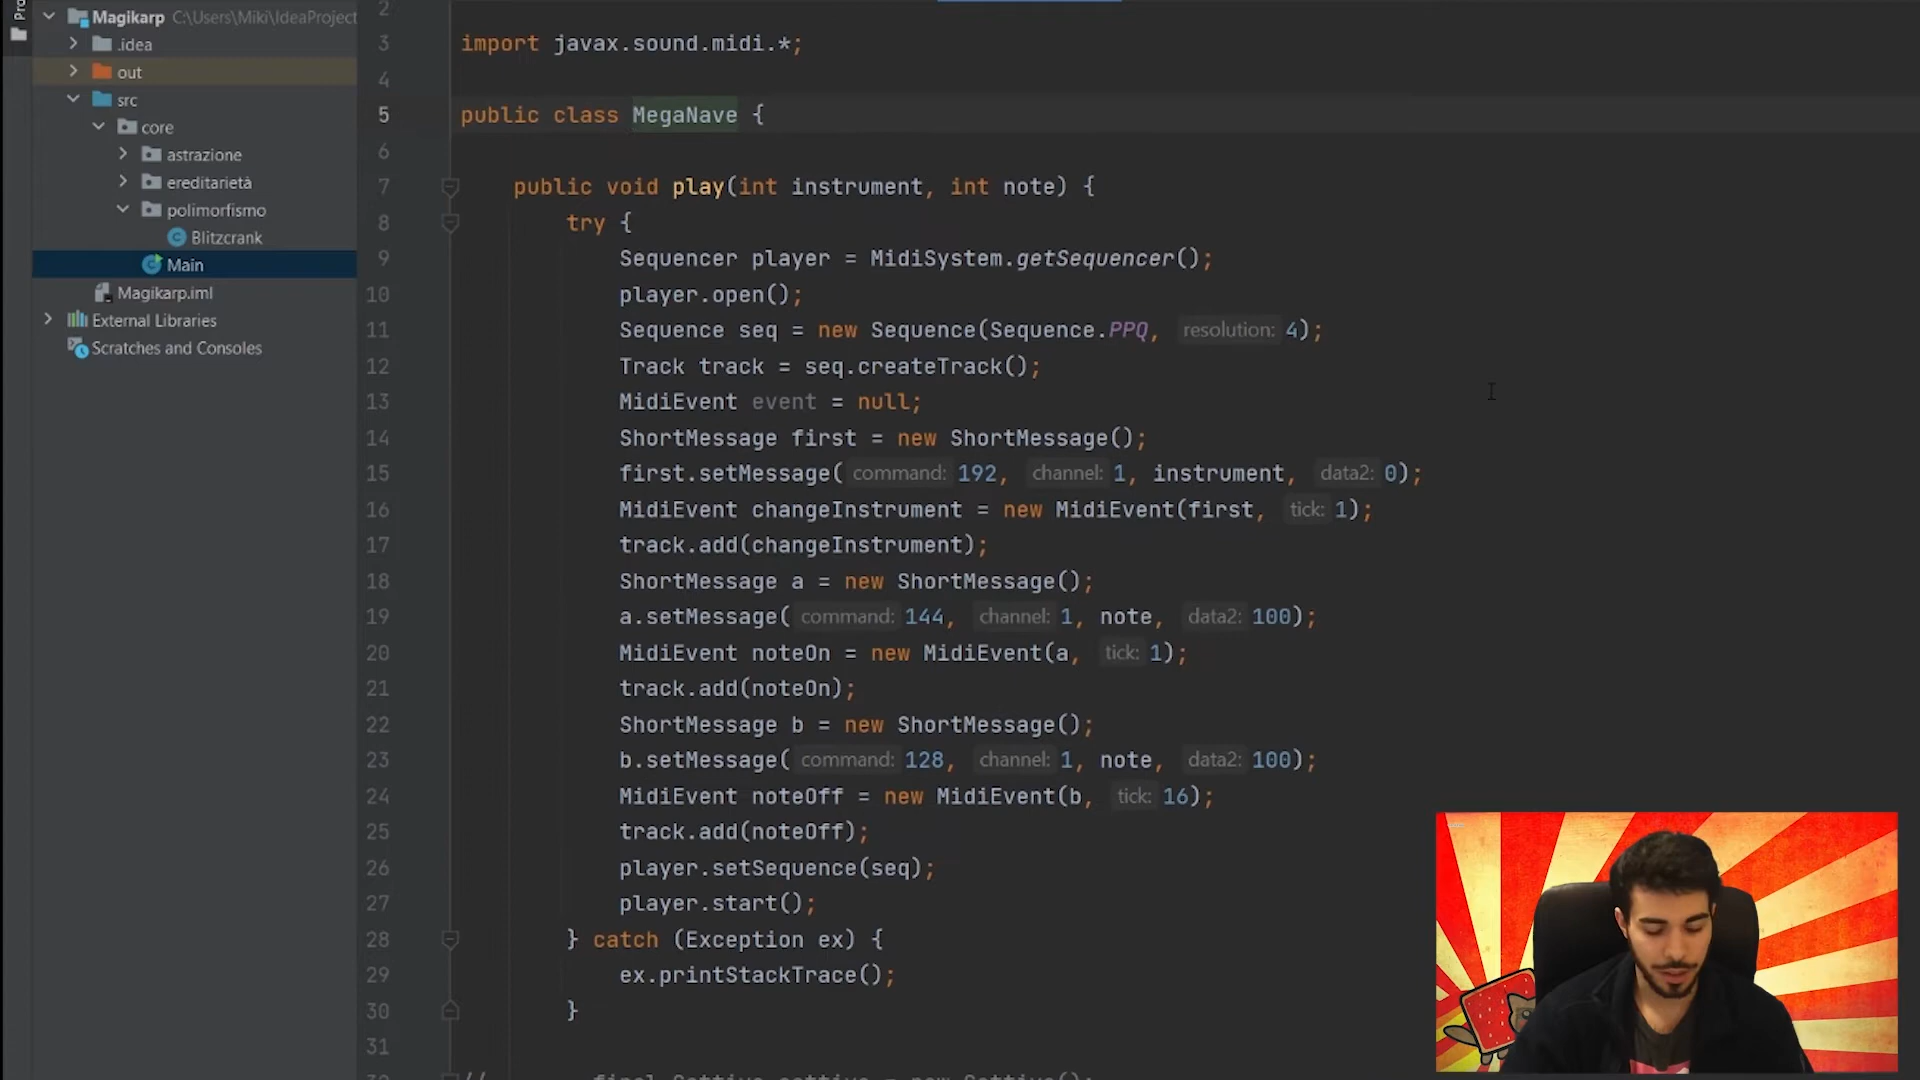 Magikarp C:\Users\Miki\IdeaProject
.idea
out
src
core
astrazione
ereditarietà
polimorfismo
Blitzcrank
Main
Magikarp.iml
External Libraries
Scratches and Consoles
2
3 import javax.sound.midi.*;
4
5 public class MegaNave {
6
7 public void play(int instrument, int note) {
8 try {
9 Sequencer player = MidiSystem.getSequencer();
10 player.open();
11 Sequence seq = new Sequence(Sequence.PPQ, resolution: 4);
12 Track track = seq.createTrack();
13 MidiEvent event = null;
14 ShortMessage first = new ShortMessage();
15 first.setMessage( command: 192, channel: 1, instrument, data2: 0);
16 MidiEvent changeInstrument = new MidiEvent(first, tick: 1);
17 track.add(changeInstrument);
18 ShortMessage a = new ShortMessage();
19 a.setMessage( command: 144, channel: 1, note, data2: 100);
20 MidiEvent noteOn = new MidiEvent(a, tick: 1);
21 track.add(noteOn);
22 ShortMessage b = new ShortMessage();
23 b.setMessage( command: 128, channel: 1, note, data2: 100);
24 MidiEvent noteOff = new MidiEvent(b, tick: 16);
25 track.add(noteOff);
26 player.setSequence(seq);
27 player.start();
28 } catch (Exception ex) {
29 ex.printStackTrace();
30 }
31